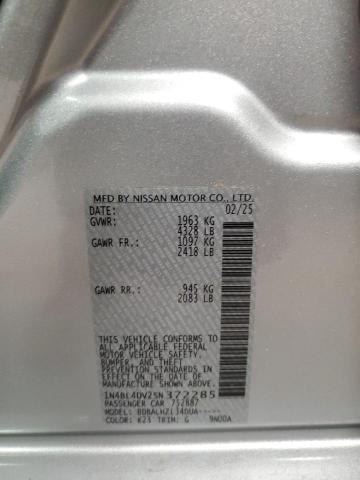 MFD BY NISSAN MOTOR CO., LTD.
DATE: 02/25
GVWR: 1963 KG
4328 LB
GAWR FR.: 1097 KG
2418 LB
GAWR RR.: 945 KG
2083 LB
THIS VEHICLE CONFORMS TO ALL
APPLICABLE FEDERAL MOTOR VEHICLE SAFETY,
BUMPER, AND THEFT PREVENTION STANDARDS
IN EFFECT ON THE DATE OF
MANUFACTURE SHOWN ABOVE.
1N4BL4DV2SN372285
PASSENGER CAR 752887
MODEL: BDBALHZL34DUA-----
COLOR: K23 TRIM: G 9N00A